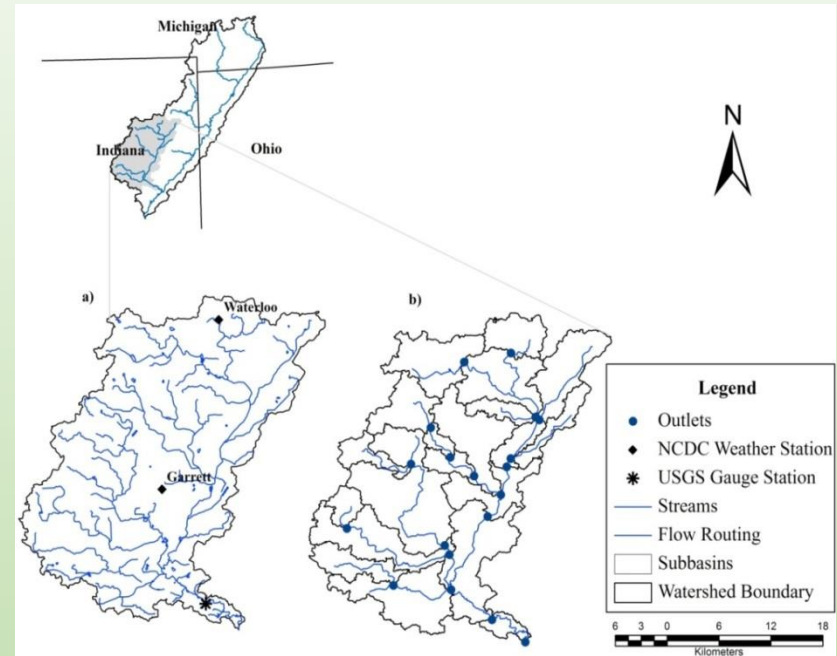 Michigan
Indiana
Ohio
N
a)
Waterloo
Garrett
b)
Legend
Outlets
NCDC Weather Station
USGS Gauge Station
Streams
Flow Routing
Subbasins
Watershed Boundary
6 3 0 6 12 18
Kilometers